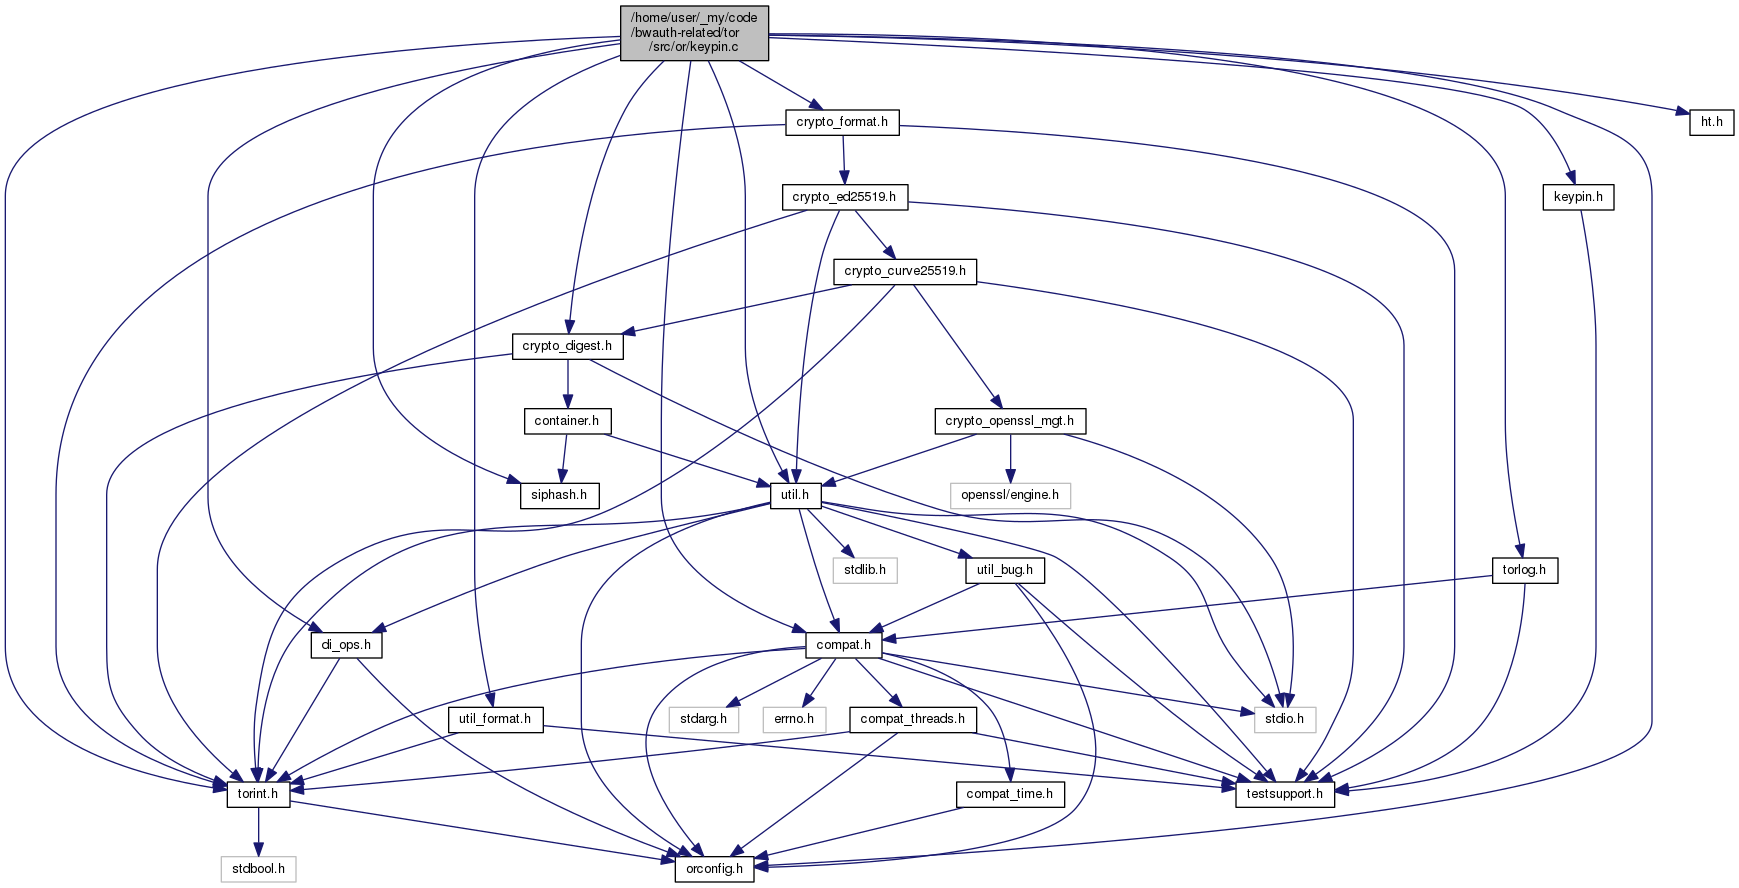 /home/user/_my/code
/bwauth-related/tor
/src/or/keypin.c
crypto_format.h
ht.h
crypto_ed25519.h
keypin.h
crypto_curve25519.h
crypto_digest.h
container.h
crypto_openssl_mgt.h
siphash.h
util.h
openssl/engine.h
stdlib.h
util_bug.h
torlog.h
di_ops.h
compat.h
util_format.h
stdarg.h
errno.h
compat_threads.h
stdio.h
torint.h
compat_time.h
testsupport.h
stdbool.h
orconfig.h